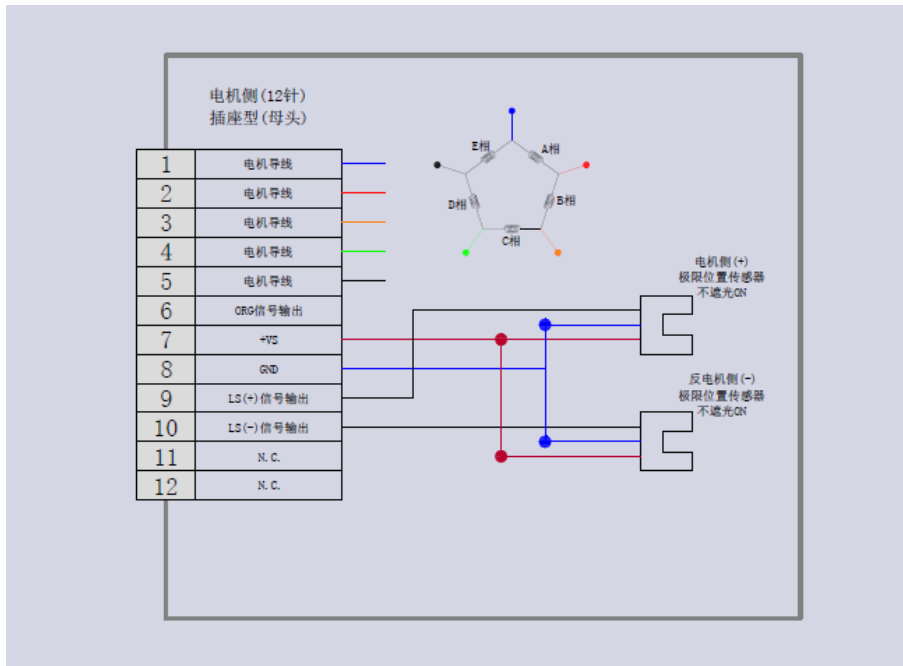 电机侧(12针)
插座型(母头)
1 电机导线
2 电机导线
3 电机导线
4 电机导线
5 电机导线
6 ORG信号输出
7 +VS
8 GND
9 LS(+)信号输出
10 LS(-)信号输出
11 N.C.
12 N.C.
E相
A相
D相
B相
C相
电机侧(+)
极限位置传感器
不遮光ON
反电机侧(-)
极限位置传感器
不遮光ON